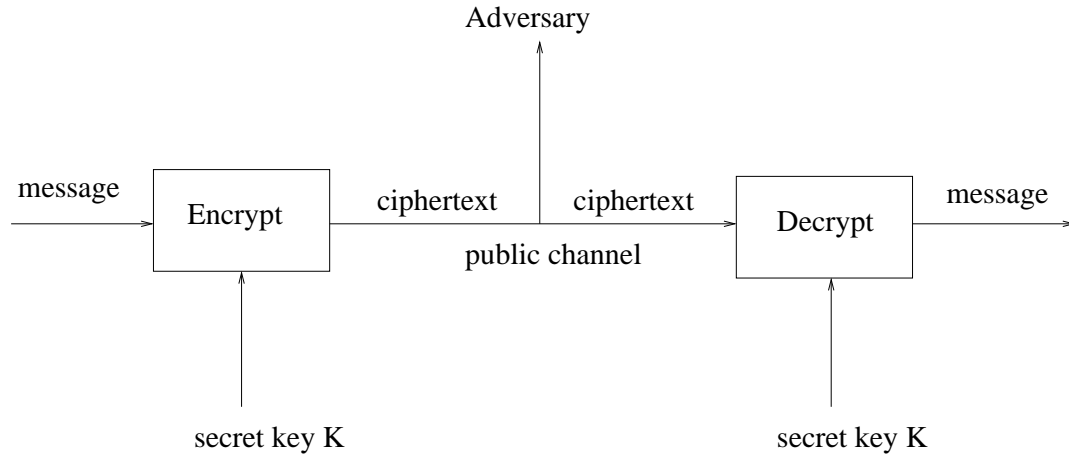 Adversary
message
Encrypt
ciphertext
ciphertext
public channel
Decrypt
message
secret key K
secret key K